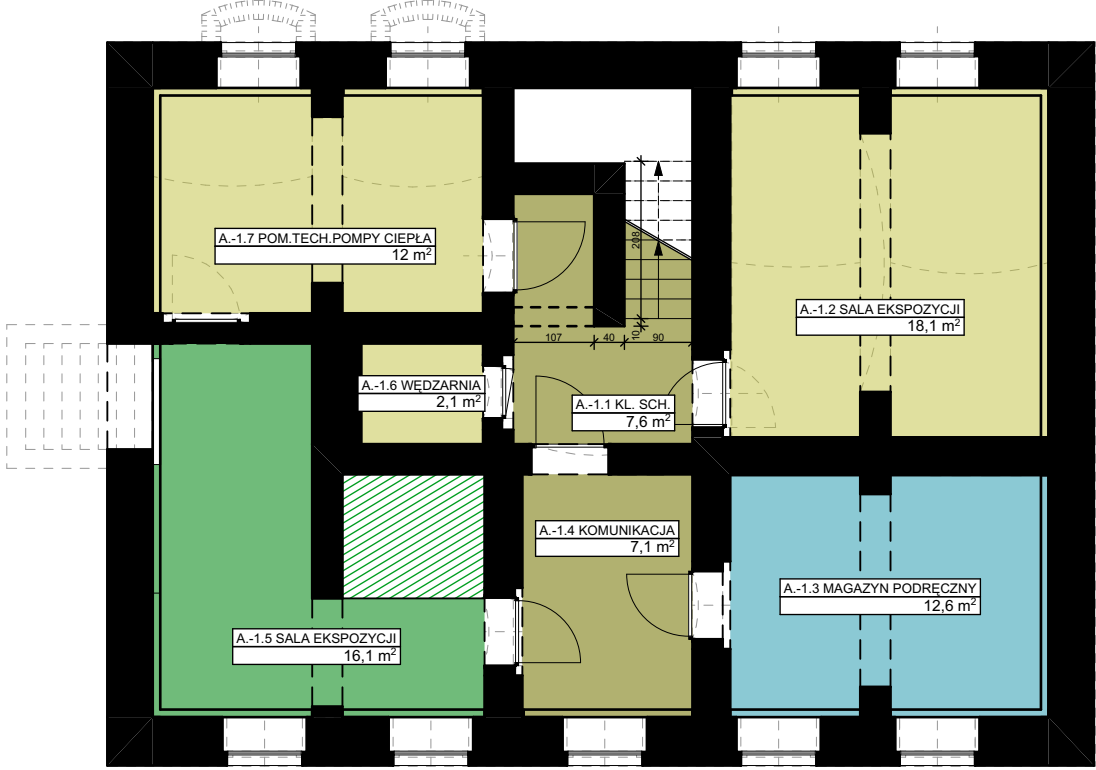 A.-1.7 POM.TECH.POMPY CIEPŁA
12 m²
208
A.-1.2 SALA EKSPOZYCJI
18,1 m²
107
40
10
90
A.-1.6 WĘDZARNIA
2,1 m²
A.-1.1 KL. SCH.
7,6 m²
A.-1.4 KOMUNIKACJA
7,1 m²
A.-1.3 MAGAZYN PODRĘCZNY
12,6 m²
A.-1.5 SALA EKSPOZYCJI
16,1 m²